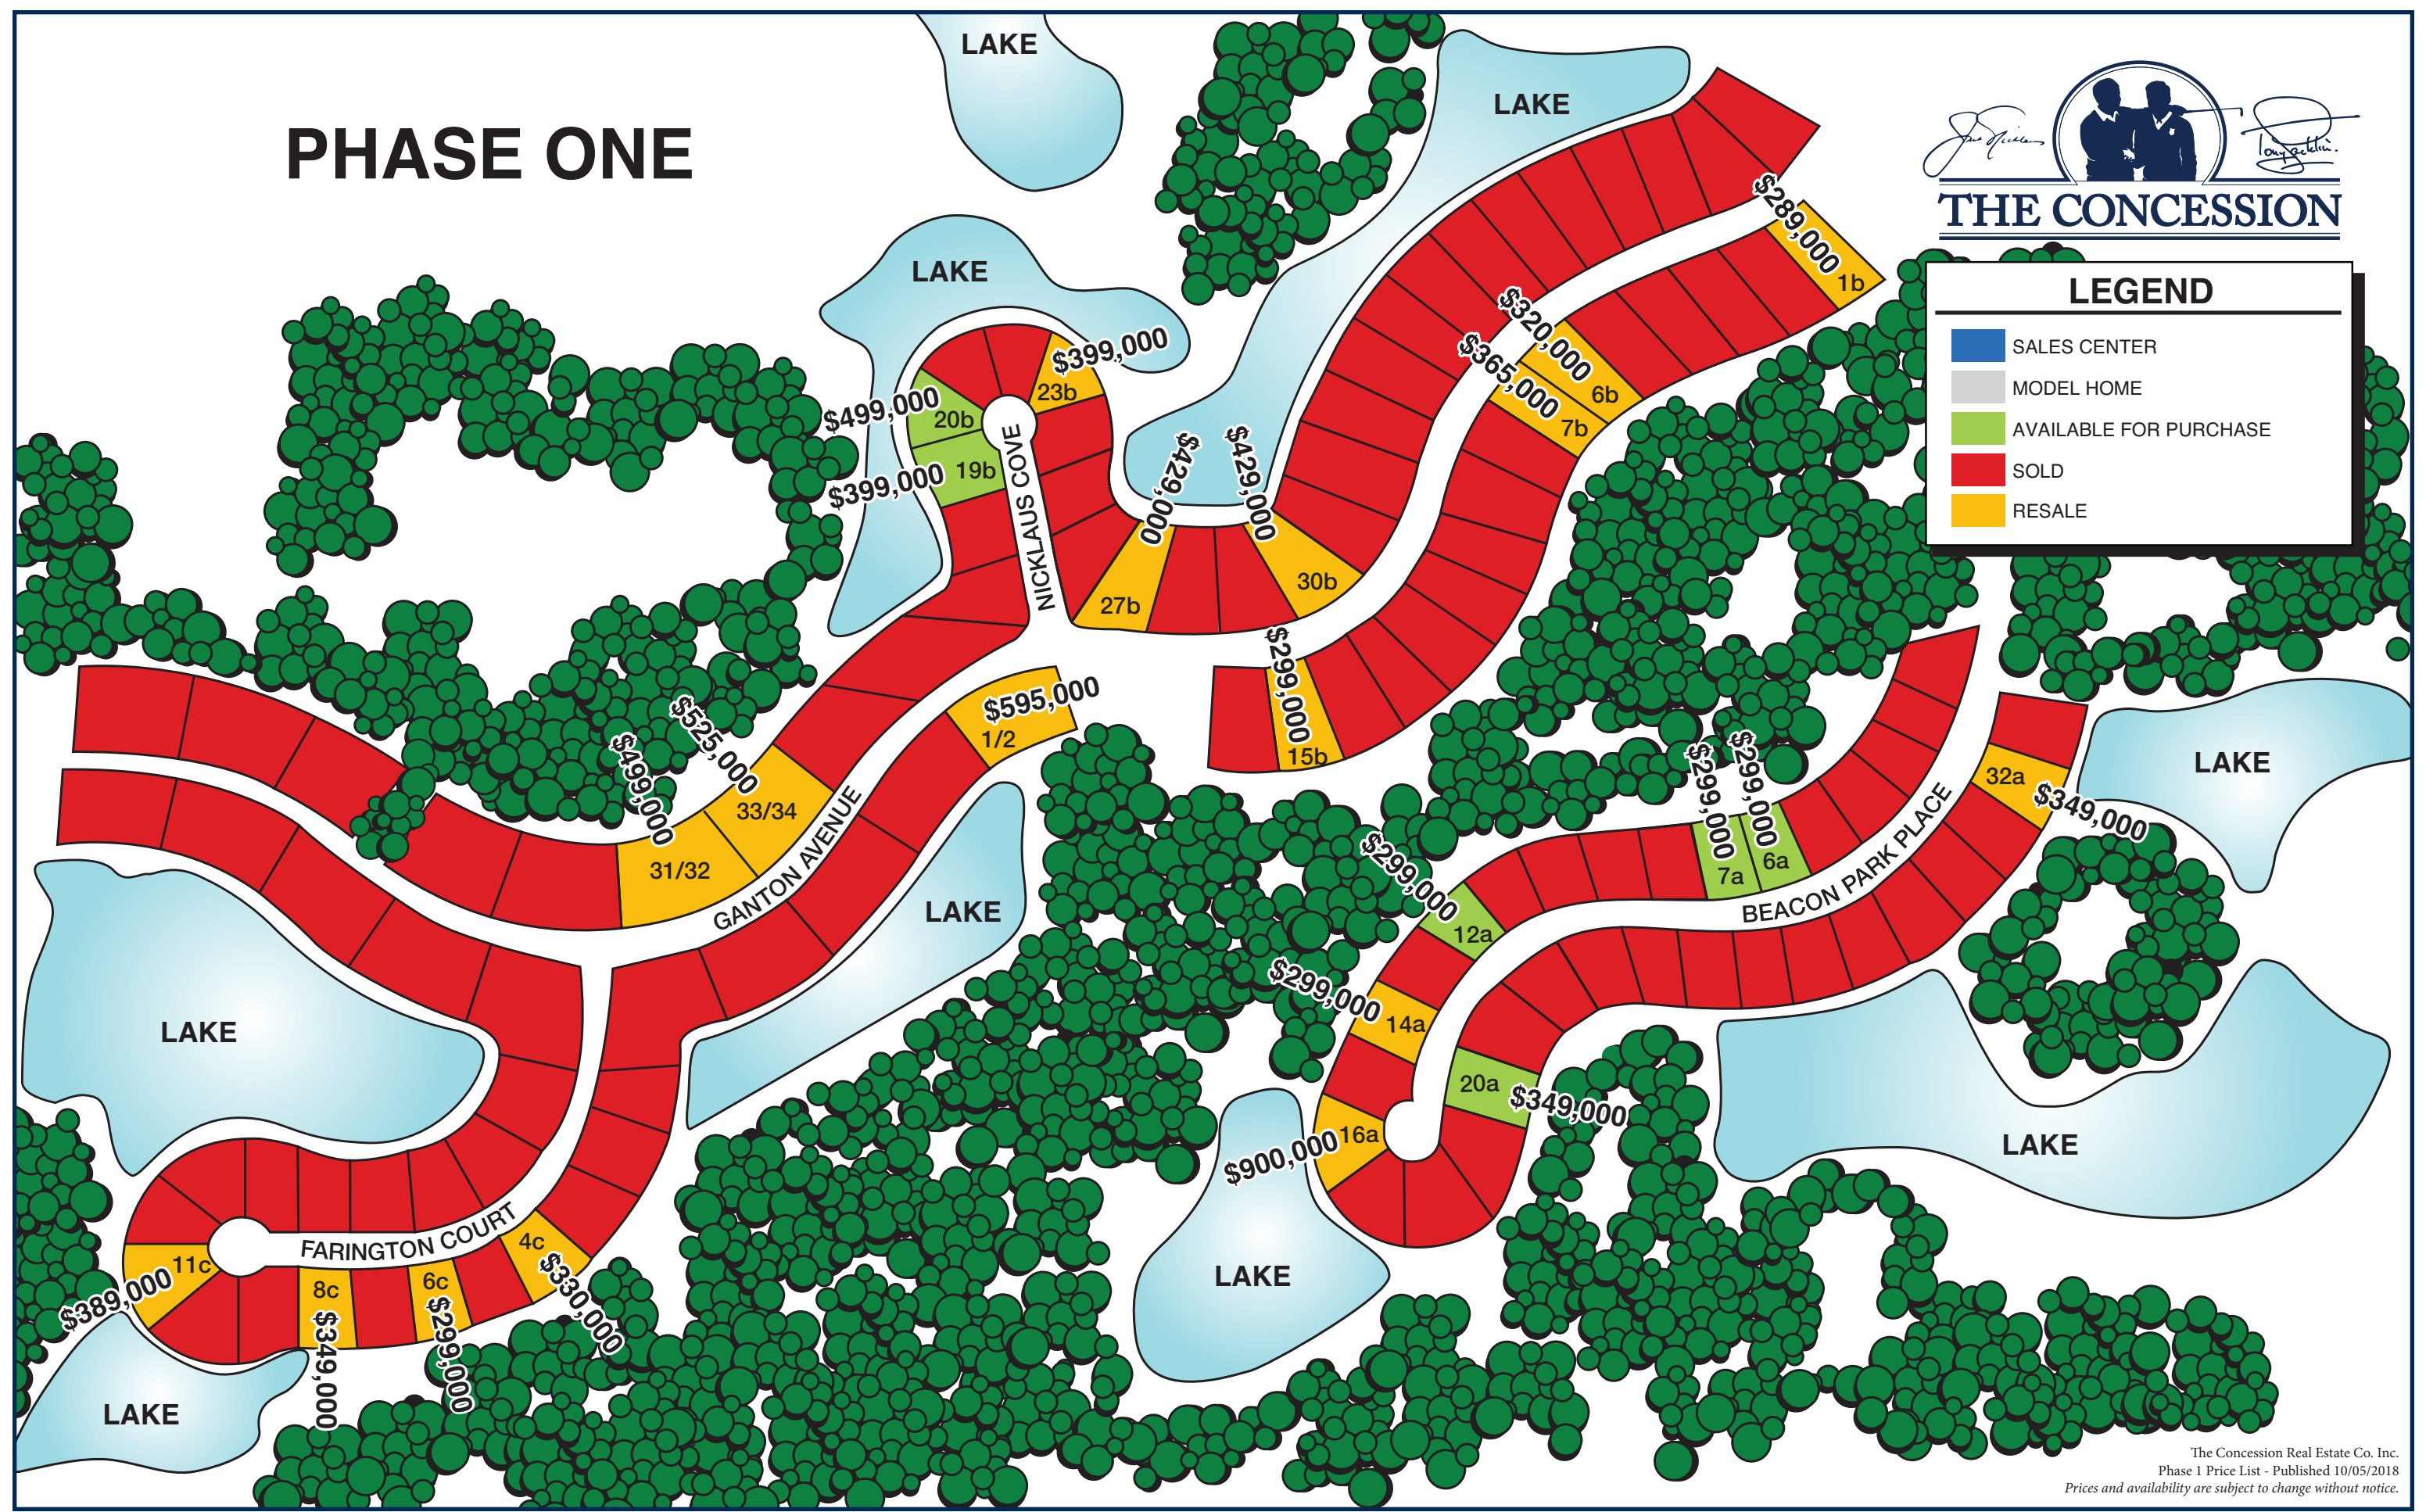 PHASE ONE
LAKE
LAKE
LAKE
THE CONCESSION
LEGEND
SALES CENTER
MODEL HOME
AVAILABLE FOR PURCHASE
SOLD
RESALE
$289,000
1b
$320,000
6b
$365,000
7b
$399,000
23b
$499,000
20b
$399,000
19b
NICKLAUS COVE
$429,000
27b
$429,000
30b
$299,000
15b
$595,000
1/2
$525,000
33/34
$499,000
31/32
GANTON AVENUE
LAKE
LAKE
LAKE
32a
$349,000
BEACON PARK PLACE
$299,000
7a
$299,000
6a
$299,000
12a
$299,000
14a
20a
$349,000
16a
$900,000
LAKE
LAKE
FARINGTON COURT
4c
$330,000
6c
$299,000
8c
$349,000
11c
$389,000
LAKE
The Concession Real Estate Co. Inc.
Phase 1 Price List - Published 10/05/2018
Prices and availability are subject to change without notice.